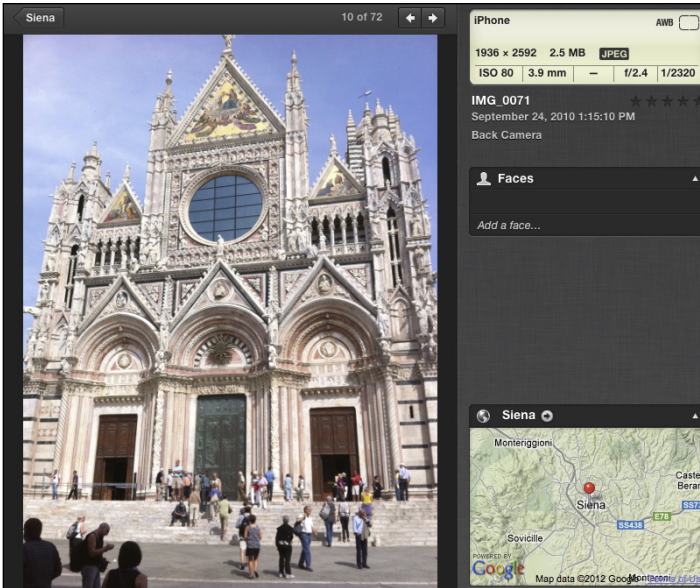 Siena
10 of 72
iPhone
AWB
1936 × 2592 2.5 MB JPEG
ISO 80 3.9 mm — f/2.4 1/2320
IMG_0071
September 24, 2010 1:15:10 PM
Back Camera
Faces
Add a face...
Siena
Monteriggioni
Siena
SS438
E78
Soviville
POWERED BY
Google
Map data ©2012 Google